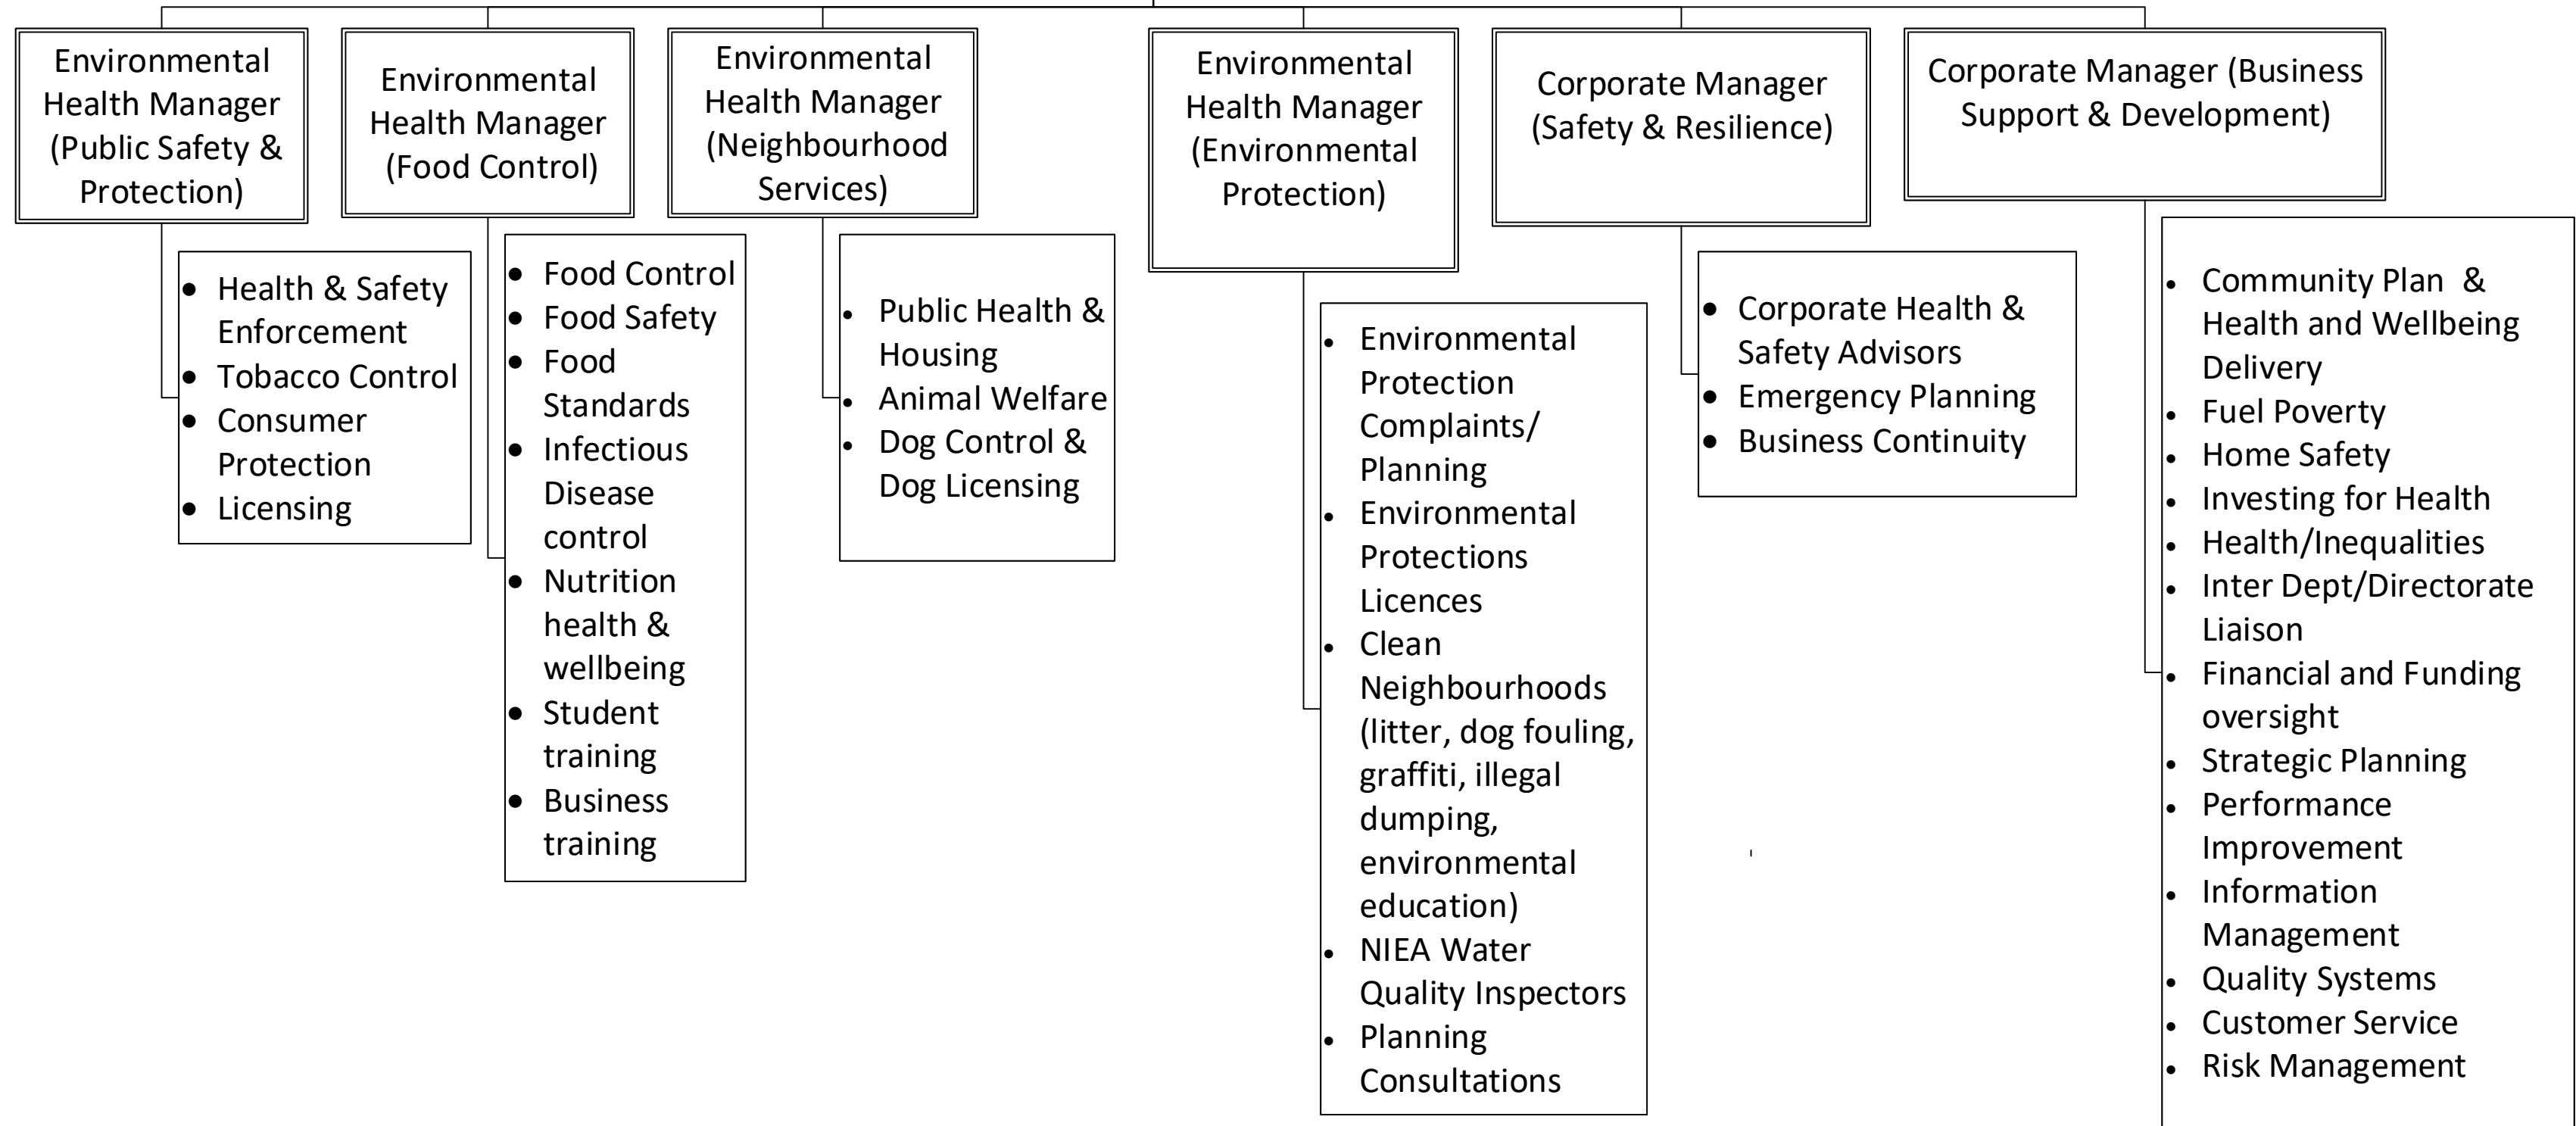 Environmental
Health Manager
(Public Safety &
Protection)
Environmental
Health Manager
(Food Control)
Environmental
Health Manager
(Neighbourhood
Services)
Environmental
Health Manager
(Environmental
Protection)
Corporate Manager
(Safety & Resilience)
Corporate Manager (Business
Support & Development)
• Health & Safety
Enforcement
• Tobacco Control
• Consumer
Protection
• Licensing
• Food Control
• Food Safety
• Food
Standards
• Infectious
Disease
control
• Nutrition
health &
wellbeing
• Student
training
• Business
training
• Public Health &
Housing
• Animal Welfare
• Dog Control &
Dog Licensing
• Environmental
Protection
Complaints/
Planning
• Environmental
Protections
Licences
• Clean
Neighbourhoods
(litter, dog fouling,
graffiti, illegal
dumping,
environmental
education)
• NIEA Water
Quality Inspectors
• Planning
Consultations
• Corporate Health &
Safety Advisors
• Emergency Planning
• Business Continuity
• Community Plan &
Health and Wellbeing
Delivery
• Fuel Poverty
• Home Safety
• Investing for Health
• Health/Inequalities
• Inter Dept/Directorate
Liaison
• Financial and Funding
oversight
• Strategic Planning
• Performance
Improvement
• Information
Management
• Quality Systems
• Customer Service
• Risk Management